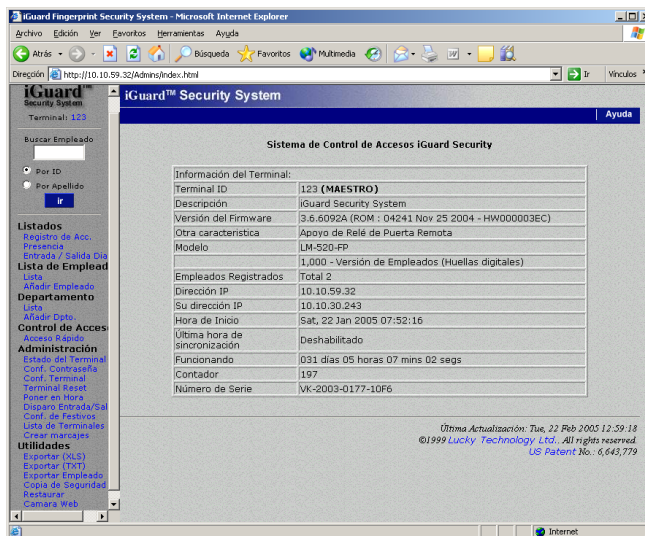 iGuard Fingerprint Security System - Microsoft Internet Explorer
Archivo Edición Ver Favoritos Herramientas Ayuda
Atrás Búsqueda Favoritos Multimedia
Dirección http://10.10.59.32/Admins/index.html Ir Vínculos
iGuard™
Security System
Terminal: 123
Buscar Empleado
Por ID
Por Apellido
ir
Listados
Registro de Acc.
Presencia
Entrada / Salida Dia
Lista de Emplead
Lista
Añadir Empleado
Departamento
Lista
Añadir Dpto.
Control de Acces
Acceso Rápido
Administración
Estado del Terminal
Conf. Contraseña
Conf. Terminal
Terminal Reset
Poner en Hora
Disparo Entrada/Sal
Conf. de Festivos
Lista de Terminales
Crear marcajes
Utilidades
Exportar (XLS)
Exportar (TXT)
Exportar Empleado
Copia de Seguridad
Restaurar
Camara Web
iGuard™ Security System
Ayuda
Sistema de Control de Accesos iGuard Security
Información del Terminal:
Terminal ID 123 (MAESTRO)
Descripción iGuard Security System
Versión del Firmware 3.6.6092A (ROM : 04241 Nov 25 2004 - HW000003EC)
Otra caracteristica Apoyo de Relé de Puerta Remota
Modelo LM-520-FP
1,000 - Versión de Empleados (Huellas digitales)
Empleados Registrados Total 2
Dirección IP 10.10.59.32
Su dirección IP 10.10.30.243
Hora de Inicio Sat, 22 Jan 2005 07:52:16
Última hora de sincronización Deshabilitado
Funcionando 031 días 05 horas 07 mins 02 segs
Contador 197
Número de Serie VK-2003-0177-10F6
Última Actualización: Tue, 22 Feb 2005 12:59:18
©1999 Lucky Technology Ltd.. All rights reserved.
US Patent No.: 6,643,779
Internet